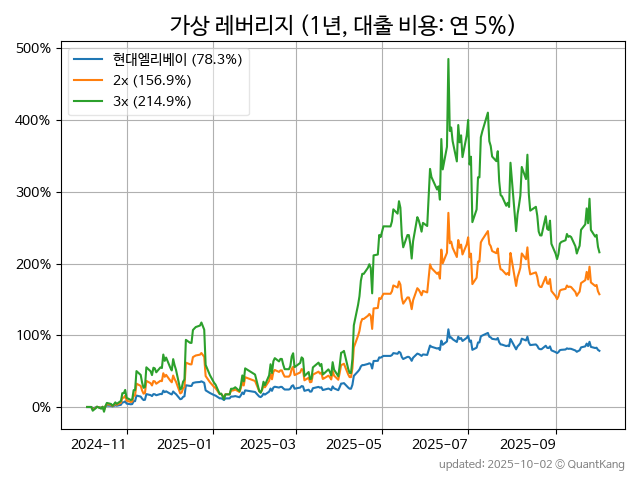 가상 레버리지 (1년, 대출 비용: 연 5%)
500%
400%
300%
200%
100%
0%
현대엘리베이 (78.3%)
2x (156.9%)
3x (214.9%)
2024-11
2025-01
2025-03
2025-05
2025-07
2025-09
updated: 2025-10-02 © QuantKang